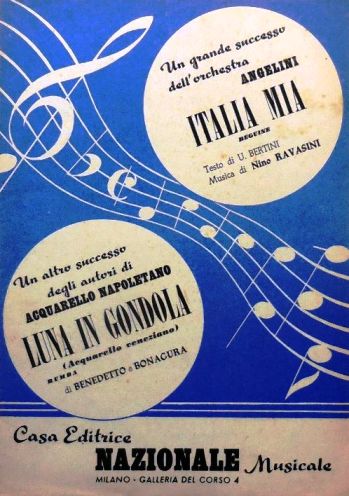 Un grande successo
dell'orchestra
ANGELINI
ITALIA MIA
BEGUINE
Testo di U. BERTINI
Musica di Nino RAVASINI
Un altro successo
degli autori di
ACQUARELLO NAPOLETANO
LUNA IN GONDOLA
(Acquarello veneziano)
RUMBA
di BENEDETTO e BONAGURA
Casa Editrice
NAZIONALE
Musicale
MILANO - GALLERIA DEL CORSO 4